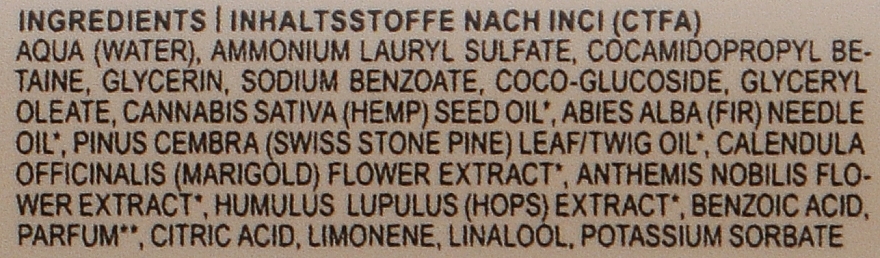 INGREDIENTS | INHALTSSTOFFE NACH INCI (CTFA)
AQUA (WATER), AMMONIUM LAURYL SULFATE, COCAMIDOPROPYL BE-
TAINE, GLYCERIN, SODIUM BENZOATE, COCO-GLUCOSIDE, GLYCERYL
OLEATE, CANNABIS SATIVA (HEMP) SEED OIL*, ABIES ALBA (FIR) NEEDLE
OIL*, PINUS CEMBRA (SWISS STONE PINE) LEAF/TWIG OIL*, CALENDULA
OFFICINALIS (MARIGOLD) FLOWER EXTRACT*, ANTHEMIS NOBILIS FLO-
WER EXTRACT*, HUMULUS LUPULUS (HOPS) EXTRACT*, BENZOIC ACID,
PARFUM**, CITRIC ACID, LIMONENE, LINALOOL, POTASSIUM SORBATE